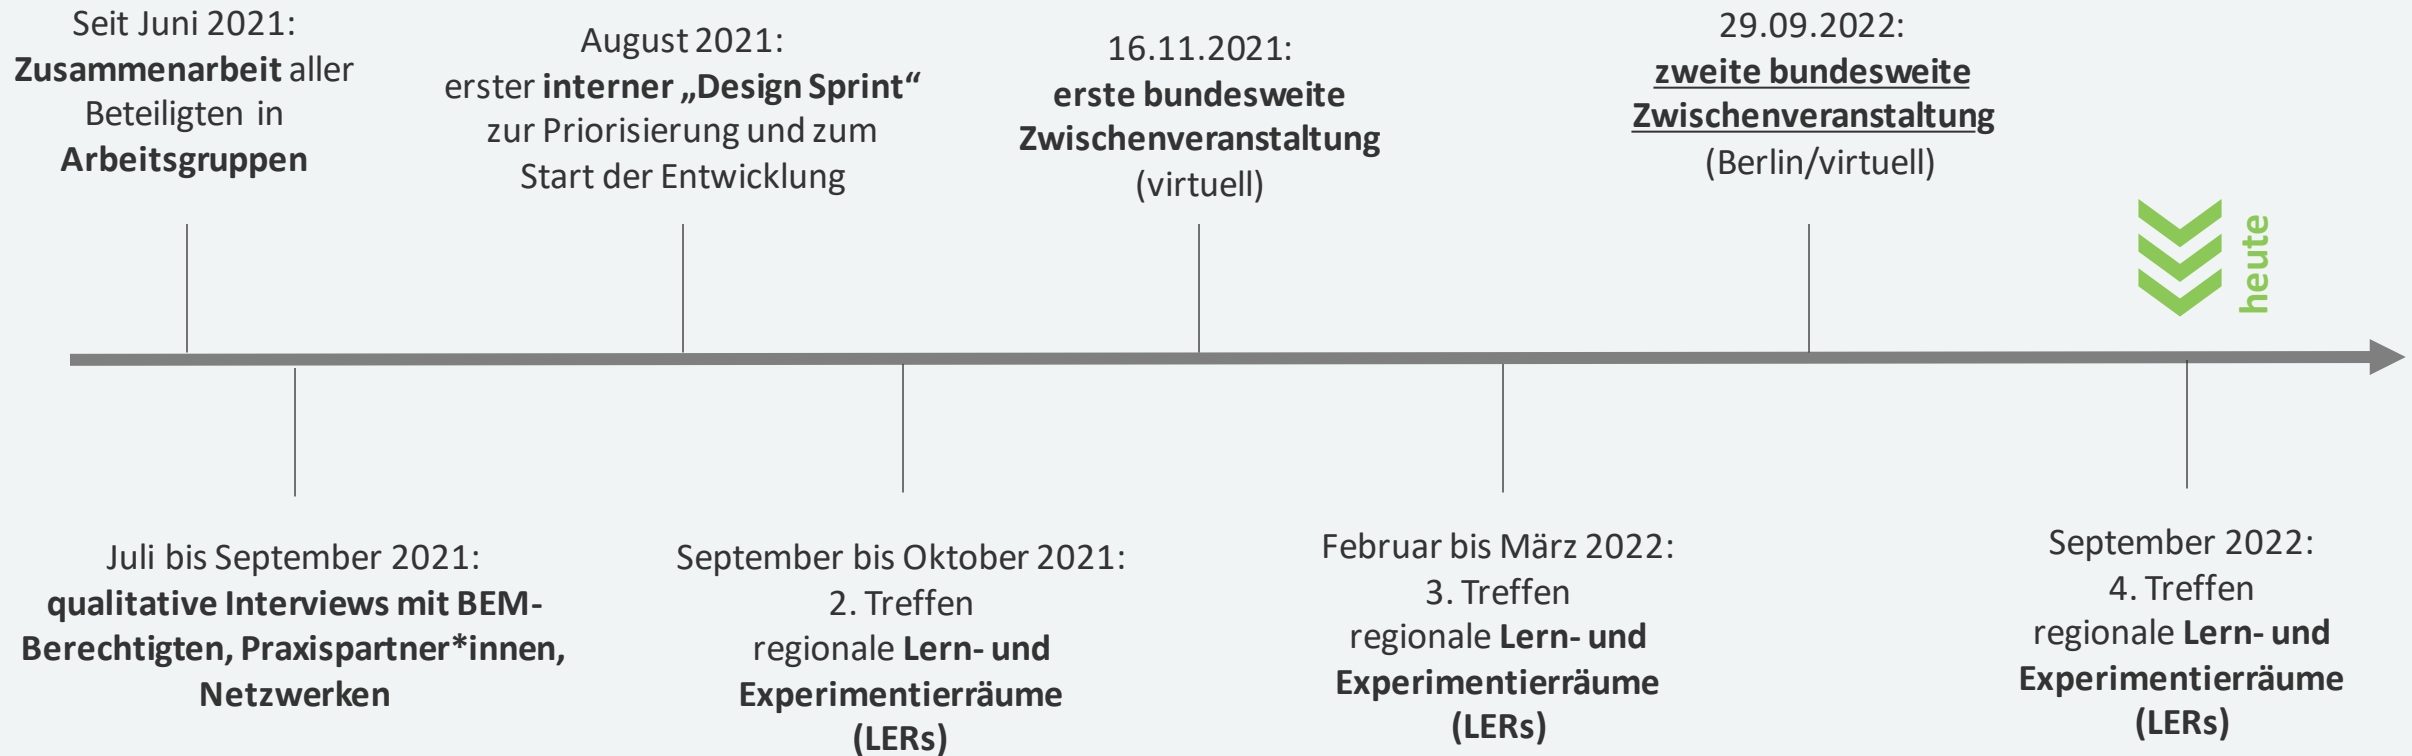 Seit Juni 2021:
Zusammenarbeit aller
Beteiligten in
Arbeitsgruppen
August 2021:
erster interner „Design Sprint“
zur Priorisierung und zum
Start der Entwicklung
16.11.2021:
erste bundesweite
Zwischenveranstaltung
(virtuell)
29.09.2022:
zweite bundesweite
Zwischenveranstaltung
(Berlin/virtuell)
heute
Juli bis September 2021:
qualitative Interviews mit BEM-
Berechtigten, Praxispartner*innen,
Netzwerken
September bis Oktober 2021:
2. Treffen
regionale Lern- und
Experimentierräume
(LERs)
Februar bis März 2022:
3. Treffen
regionale Lern- und
Experimentierräume
(LERs)
September 2022:
4. Treffen
regionale Lern- und
Experimentierräume
(LERs)